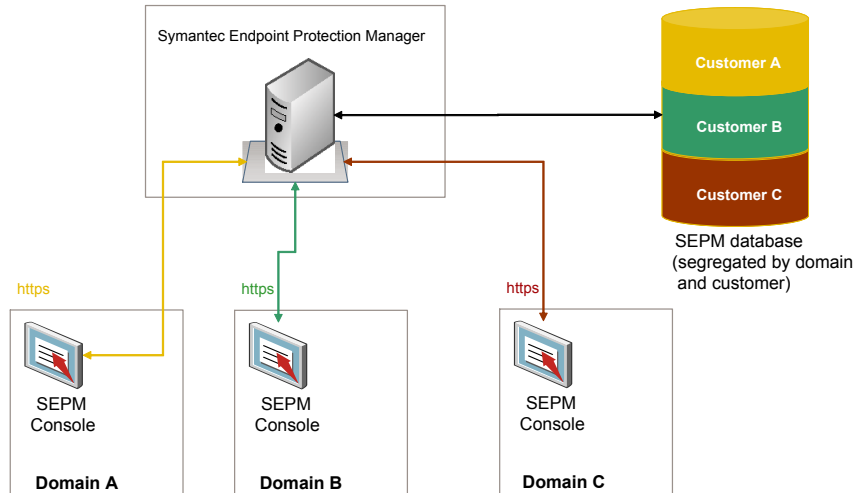 Symantec Endpoint Protection Manager
Customer A
Customer B
Customer C
SEPM database
(segregated by domain
and customer)
https
https
https
SEPM
Console
SEPM
Console
SEPM
Console
Domain A
Domain B
Domain C